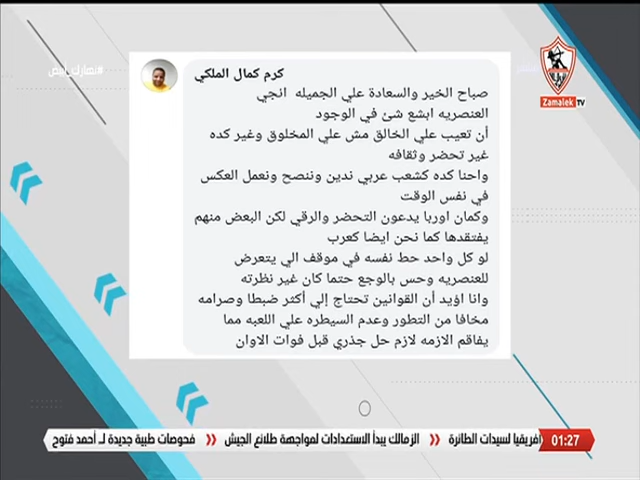 #نهارك_أبيض
Zamalek TV
كرم كمال الملكي
صباح الخير والسعادة علي الجميله انجي
العنصريه ابشع شئ في الوجود
أن تعيب علي الخالق مش علي المخلوق وغير كده
غير تحضر وثقافه
واحنا كده كشعب عربي ندين وننصح ونعمل العكس
في نفس الوقت
وكمان اوربا يدعون التحضر والرقي لكن البعض منهم
يفتقدها كما نحن ايضا كعرب
لو كل واحد حط نفسه في موقف الي يتعرض
للعنصريه وحس بالوجع حتما كان غير نظرته
وانا اؤيد أن القوانين تحتاج إلي أكثر ضبطا وصرامه
مخافا من التطور وعدم السيطره علي اللعبه مما
يفاقم الازمه لازم حل جذري قبل فوات الاوان
01:27 إفريقيا لسيدات الطائرة » الزمالك يبدأ الاستعدادات لمواجهة طلائع الجيش » فحوصات طبية جديدة لـ أحمد فتوح